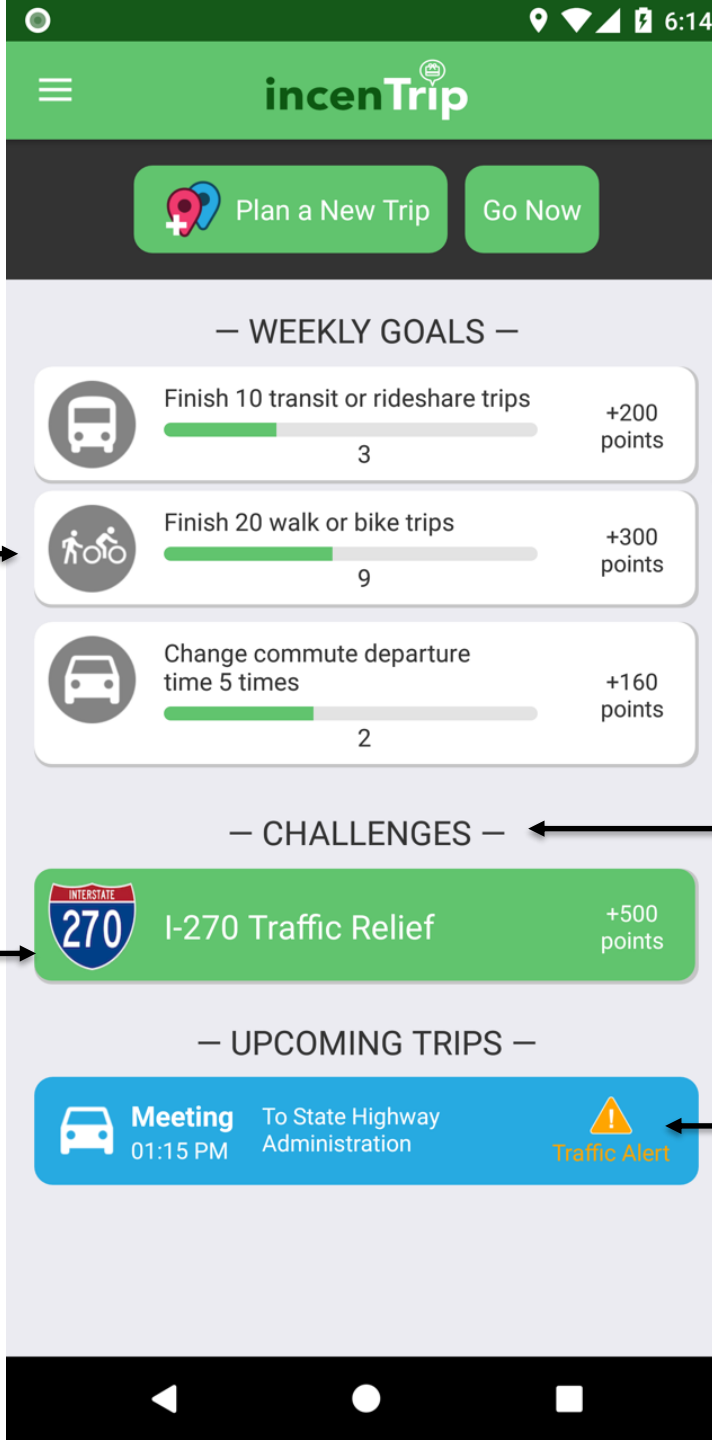 6:14
incenTrip
Plan a New Trip
Go Now
— WEEKLY GOALS —
Finish 10 transit or rideshare trips
3
+200
points
Finish 20 walk or bike trips
9
+300
points
Change commute departure
time 5 times
2
+160
points
— CHALLENGES —
INTERSTATE
270
I-270 Traffic Relief
+500
points
— UPCOMING TRIPS —
Meeting
01:15 PM
To State Highway
Administration
Traffic Alert